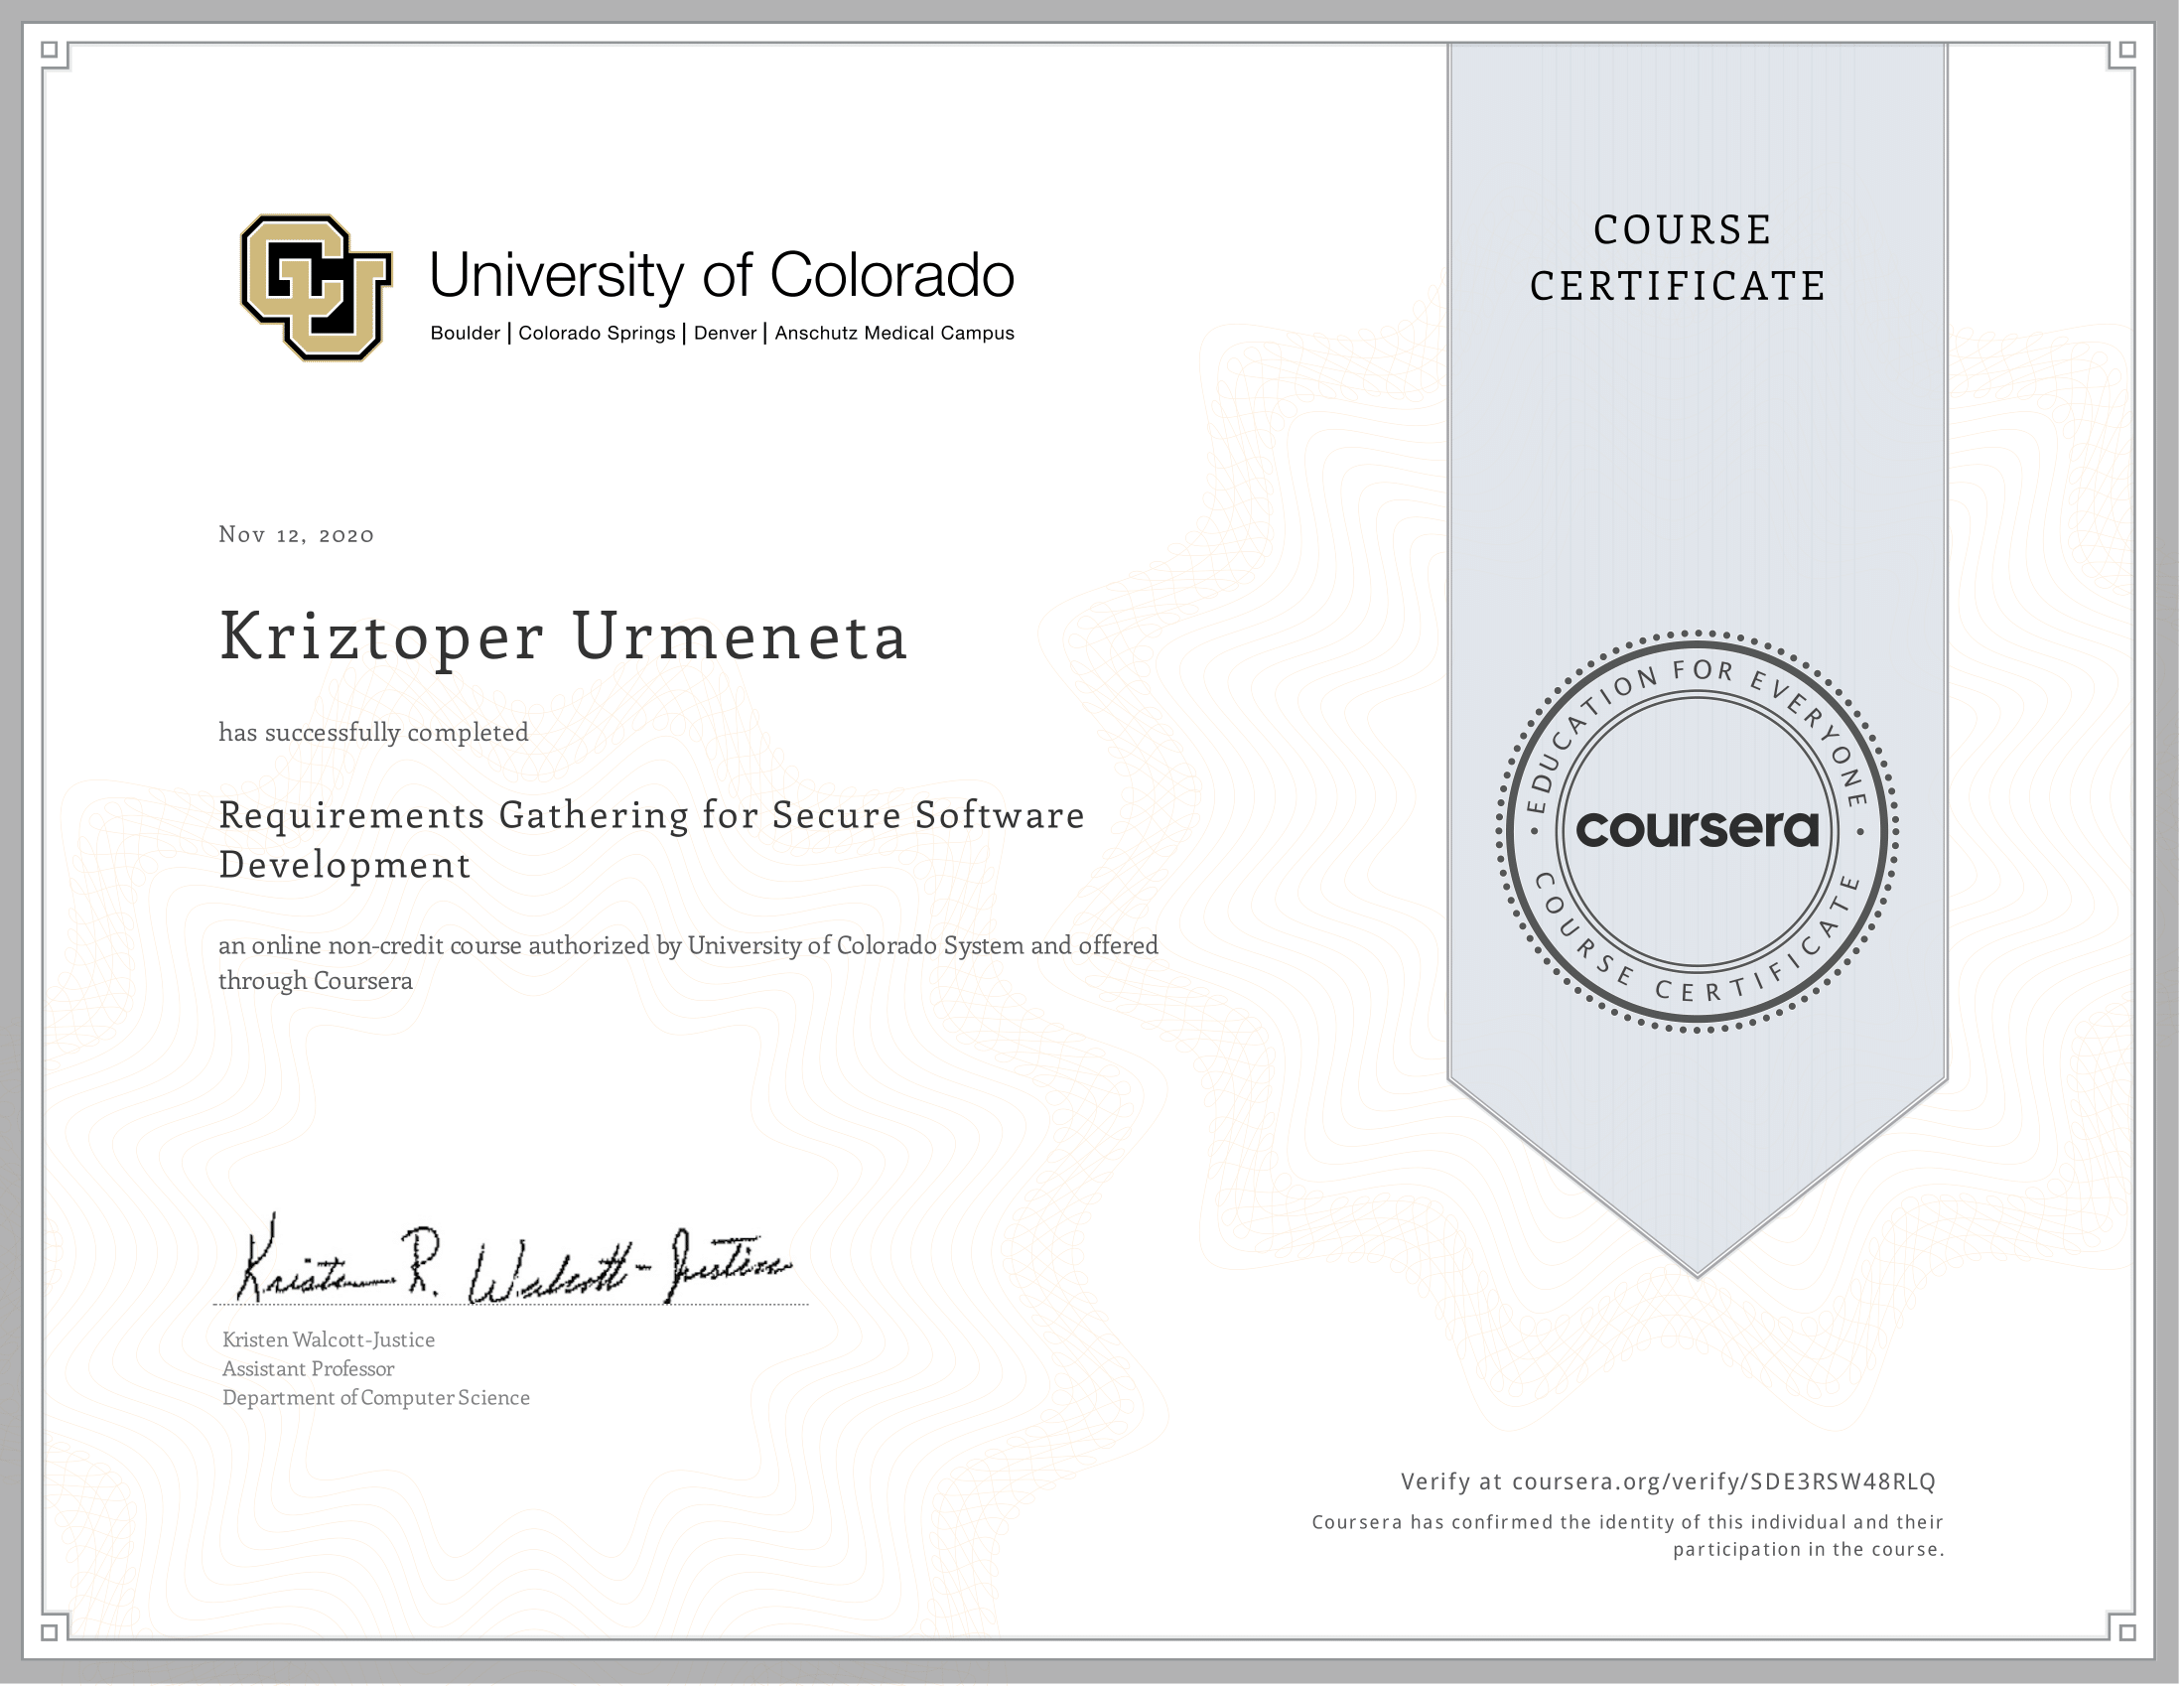 CU
University of Colorado
Boulder | Colorado Springs | Denver | Anschutz Medical Campus
COURSE
CERTIFICATE
Nov 12, 2020
Kriztoper Urmeneta
has successfully completed
Requirements Gathering for Secure Software
Development
an online non-credit course authorized by University of Colorado System and offered
through Coursera
• EDUCATION FOR EVERYONE •
coursera
COURSE CERTIFICATE
Kristen R. Walcott-Justice
Kristen Walcott-Justice
Assistant Professor
Department of Computer Science
Verify at coursera.org/verify/SDE3RSW48RLQ
Coursera has confirmed the identity of this individual and their
participation in the course.